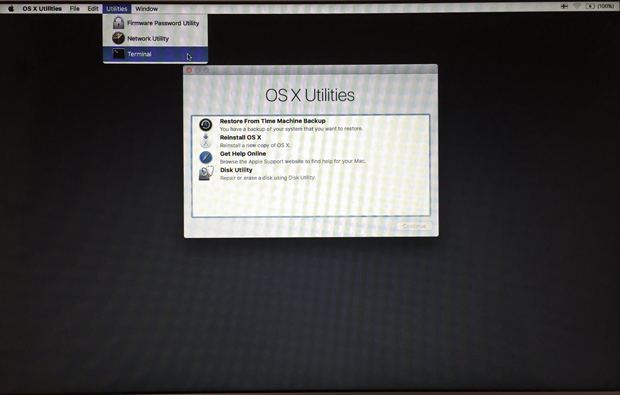 OS X Utilities File Edit Utilities Window (100%)
Firmware Password Utility
Network Utility
Terminal
OS X Utilities
Restore From Time Machine Backup
You have a backup of your system that you want to restore.
Reinstall OS X
Reinstall a new copy of OS X.
Get Help Online
Browse the Apple Support website to find help for your Mac.
Disk Utility
Repair or erase a disk using Disk Utility.
Continue